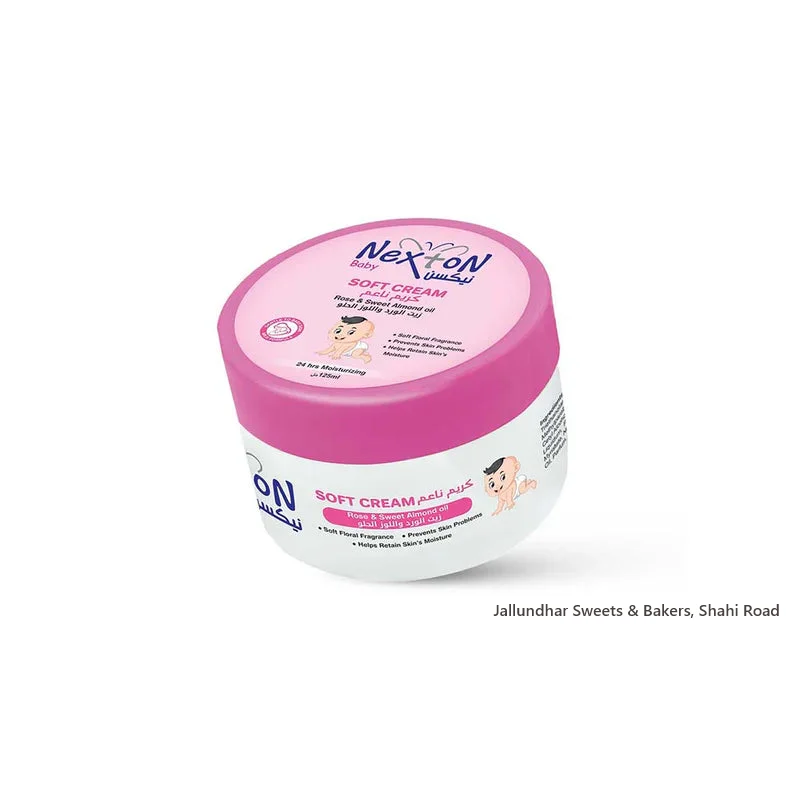 NexToN
Baby نيكسن
SOFT CREAM
كريم ناعم
Rose & Sweet Almond oil
زيت الورد واللوز الحلو
• Soft Floral Fragrance
• Prevents Skin Problems
• Helps Retain Skin's
Moisture
24 hrs Moisturizing
125ml مل
oN
نيكسن
SOFT CREAM كريم ناعم
Rose & Sweet Almond oil
زيت الورد واللوز الحلو
• Soft Floral Fragrance • Prevents Skin Problems
• Helps Retain Skin's Moisture
Jallundhar Sweets & Bakers, Shahi Road